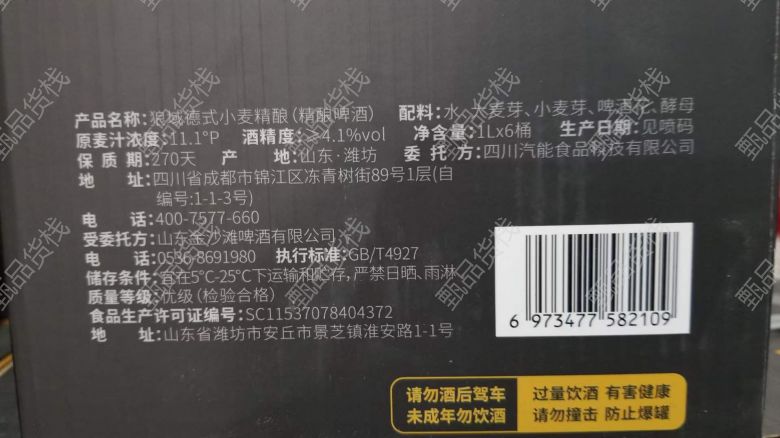 产品名称:狼域德式小麦精酿(精酿啤酒) 配料:水、大麦芽、小麦芽、啤酒花、酵母
原麦汁浓度:11.1°P 酒精度:≥4.1%vol 净含量:1Lx6桶 生产日期:见喷码
保质期:270天 产地:山东·潍坊 委托方:四川汽能食品科技有限公司
地址:四川省成都市锦江区冻青树街89号1层(自
编号:1-1-3号)
电话:400-7577-660
受委托方:山东金沙滩啤酒有限公司
电话:0536-8691980 执行标准:GB/T4927
储存条件:宜在5°C-25°C下运输和贮存,严禁日晒、雨淋
质量等级:优级(检验合格)
食品生产许可证编号:SC11537078404372
地址:山东省潍坊市安丘市景芝镇淮安路1-1号
6 973477 582109
请勿酒后驾车 过量饮酒 有害健康
未成年勿饮酒 请勿撞击 防止爆罐
甄品货栈